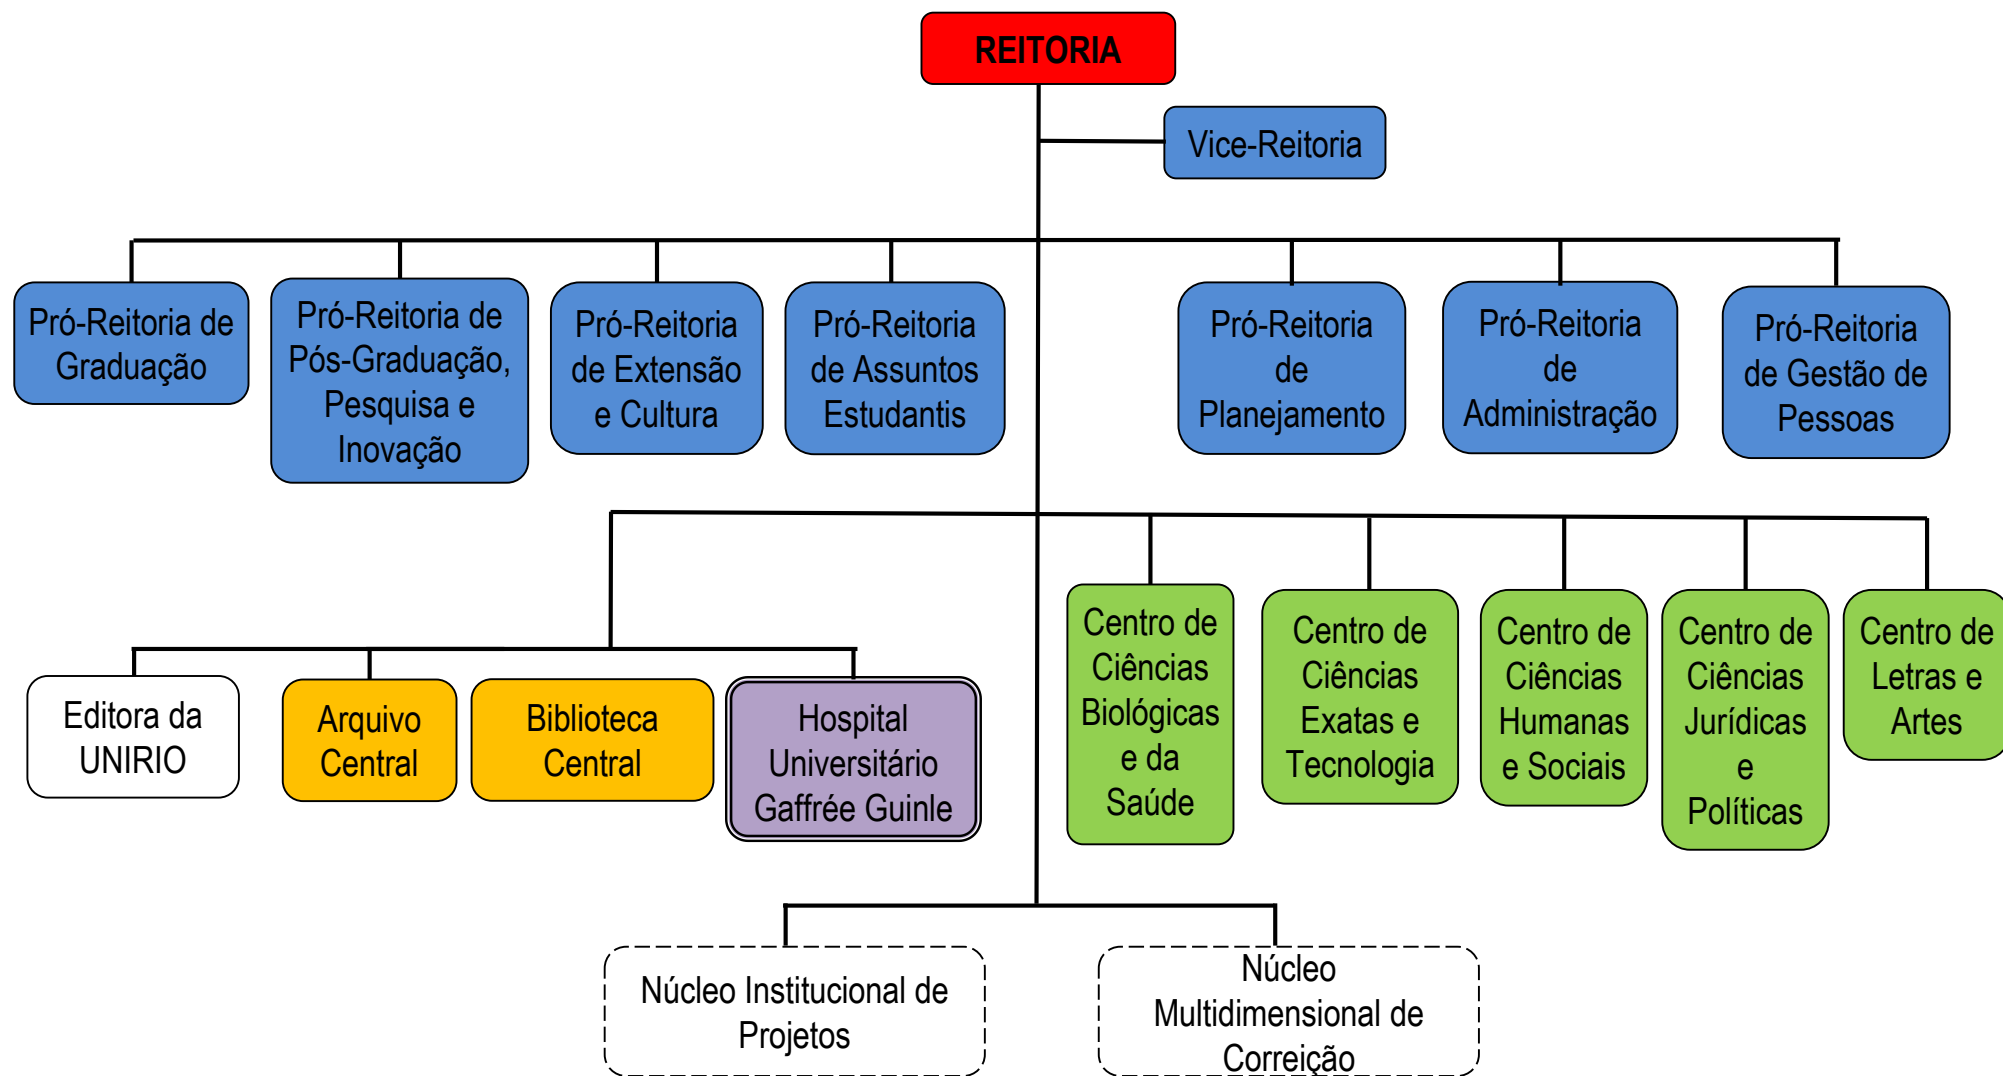 REITORIA
Vice-Reitoria
Pró-Reitoria de
Graduação
Pró-Reitoria de
Pós-Graduação,
Pesquisa e
Inovação
Pró-Reitoria
de Extensão
e Cultura
Pró-Reitoria
de Assuntos
Estudantis
Pró-Reitoria
de
Planejamento
Pró-Reitoria
de
Administração
Pró-Reitoria
de Gestão de
Pessoas
Editora da
UNIRIO
Arquivo
Central
Biblioteca
Central
Hospital
Universitário
Gaffrée Guinle
Centro de
Ciências
Biológicas
e da
Saúde
Centro de
Ciências
Exatas e
Tecnologia
Centro de
Ciências
Humanas
e Sociais
Centro de
Ciências
Jurídicas
e
Políticas
Centro de
Letras e
Artes
Núcleo Institucional de
Projetos
Núcleo
Multidimensional de
Correição